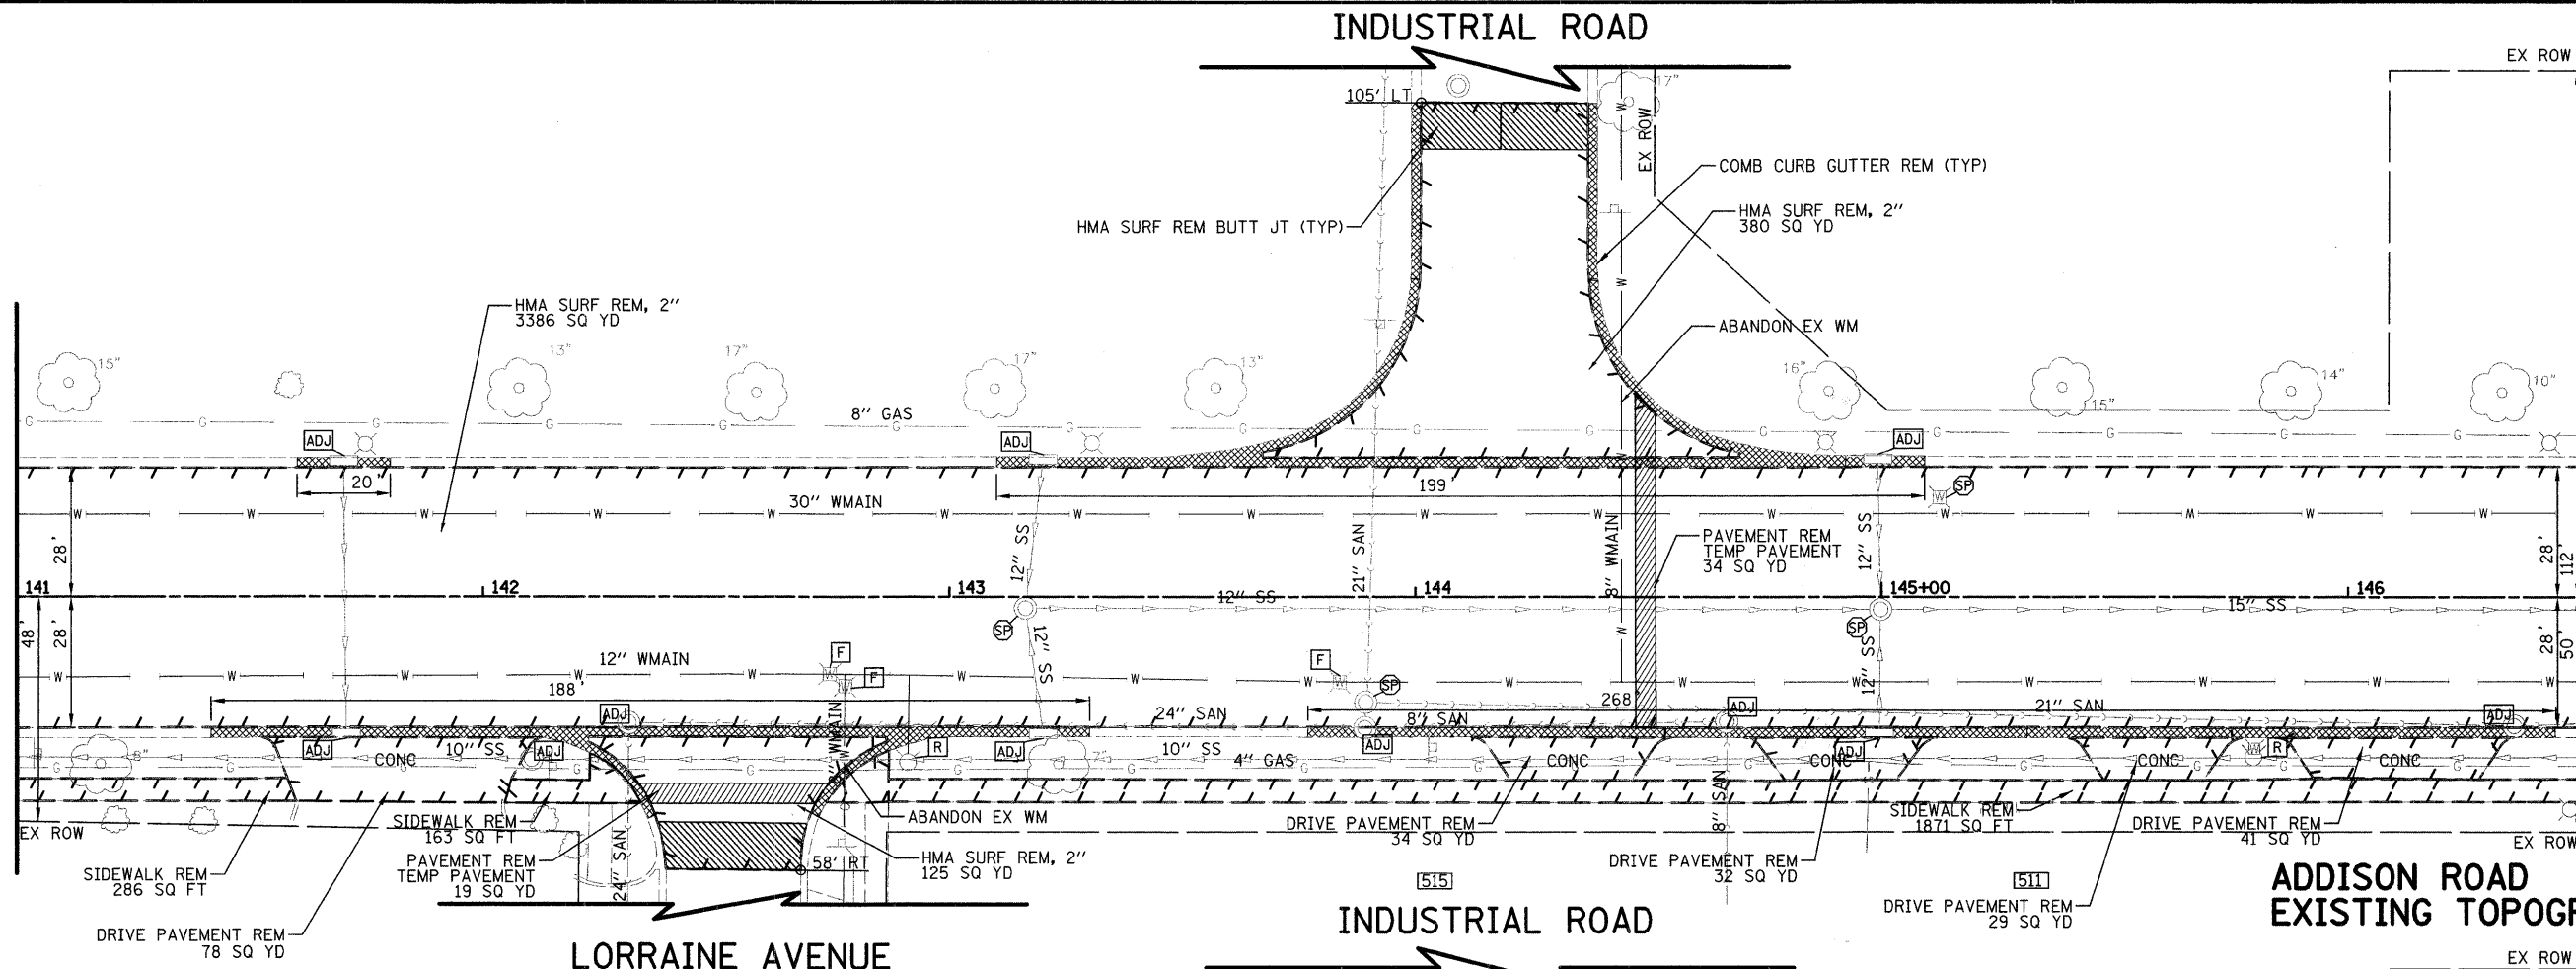 INDUSTRIAL ROAD
EX ROW
17"
105' LT
EX ROW
W
COMB CURB GUTTER REM (TYP)
HMA SURF REM, 2"
380 SQ YD
HMA SURF REM BUTT JT (TYP)
W
HMA SURF REM, 2"
3386 SQ YD
ABANDON EX WM
15"
13"
17"
17"
13"
16"
15"
14"
10"
8" GAS
G G G G G G G G G G G G G G
ADJ
ADJ
ADJ
20'
199'
SP
30" WMAIN
W W W W W W W W W W W W W W
28'
12" SS
21" SAN
8" WMAIN
PAVEMENT REM
TEMP PAVEMENT
34 SQ YD
12" SS
28'
112'
141
142
143
144
145+00
146
12" SS
15" SS
48'
28'
SP
12" SS
SP
12" SS
28'
50'
12" WMAIN
F
F
F
SP
W W W W W W W W W W W W
188'
268'
ADJ
24" SAN
8" SAN
ADJ
21" SAN
ADJ
WMAIN
ADJ
10" SS
ADJ
R
ADJ
10" SS
ADJ
ADJ
R
8"
CONC
7"
4" GAS
CONC
CONC
CONC
CONC
EX ROW
SIDEWALK REM
163 SQ FT
ABANDON EX WM
DRIVE PAVEMENT REM
34 SQ YD
8" SAN
SIDEWALK REM
1871 SQ FT
DRIVE PAVEMENT REM
41 SQ YD
EX ROW
SIDEWALK REM
286 SQ FT
PAVEMENT REM
TEMP PAVEMENT
19 SQ YD
24" SAN
58' RT
HMA SURF REM, 2"
125 SQ YD
DRIVE PAVEMENT REM
32 SQ YD
515
511
ADDISON ROAD
EXISTING TOPOGR
DRIVE PAVEMENT REM
29 SQ YD
DRIVE PAVEMENT REM
78 SQ YD
LORRAINE AVENUE
INDUSTRIAL ROAD
EX ROW